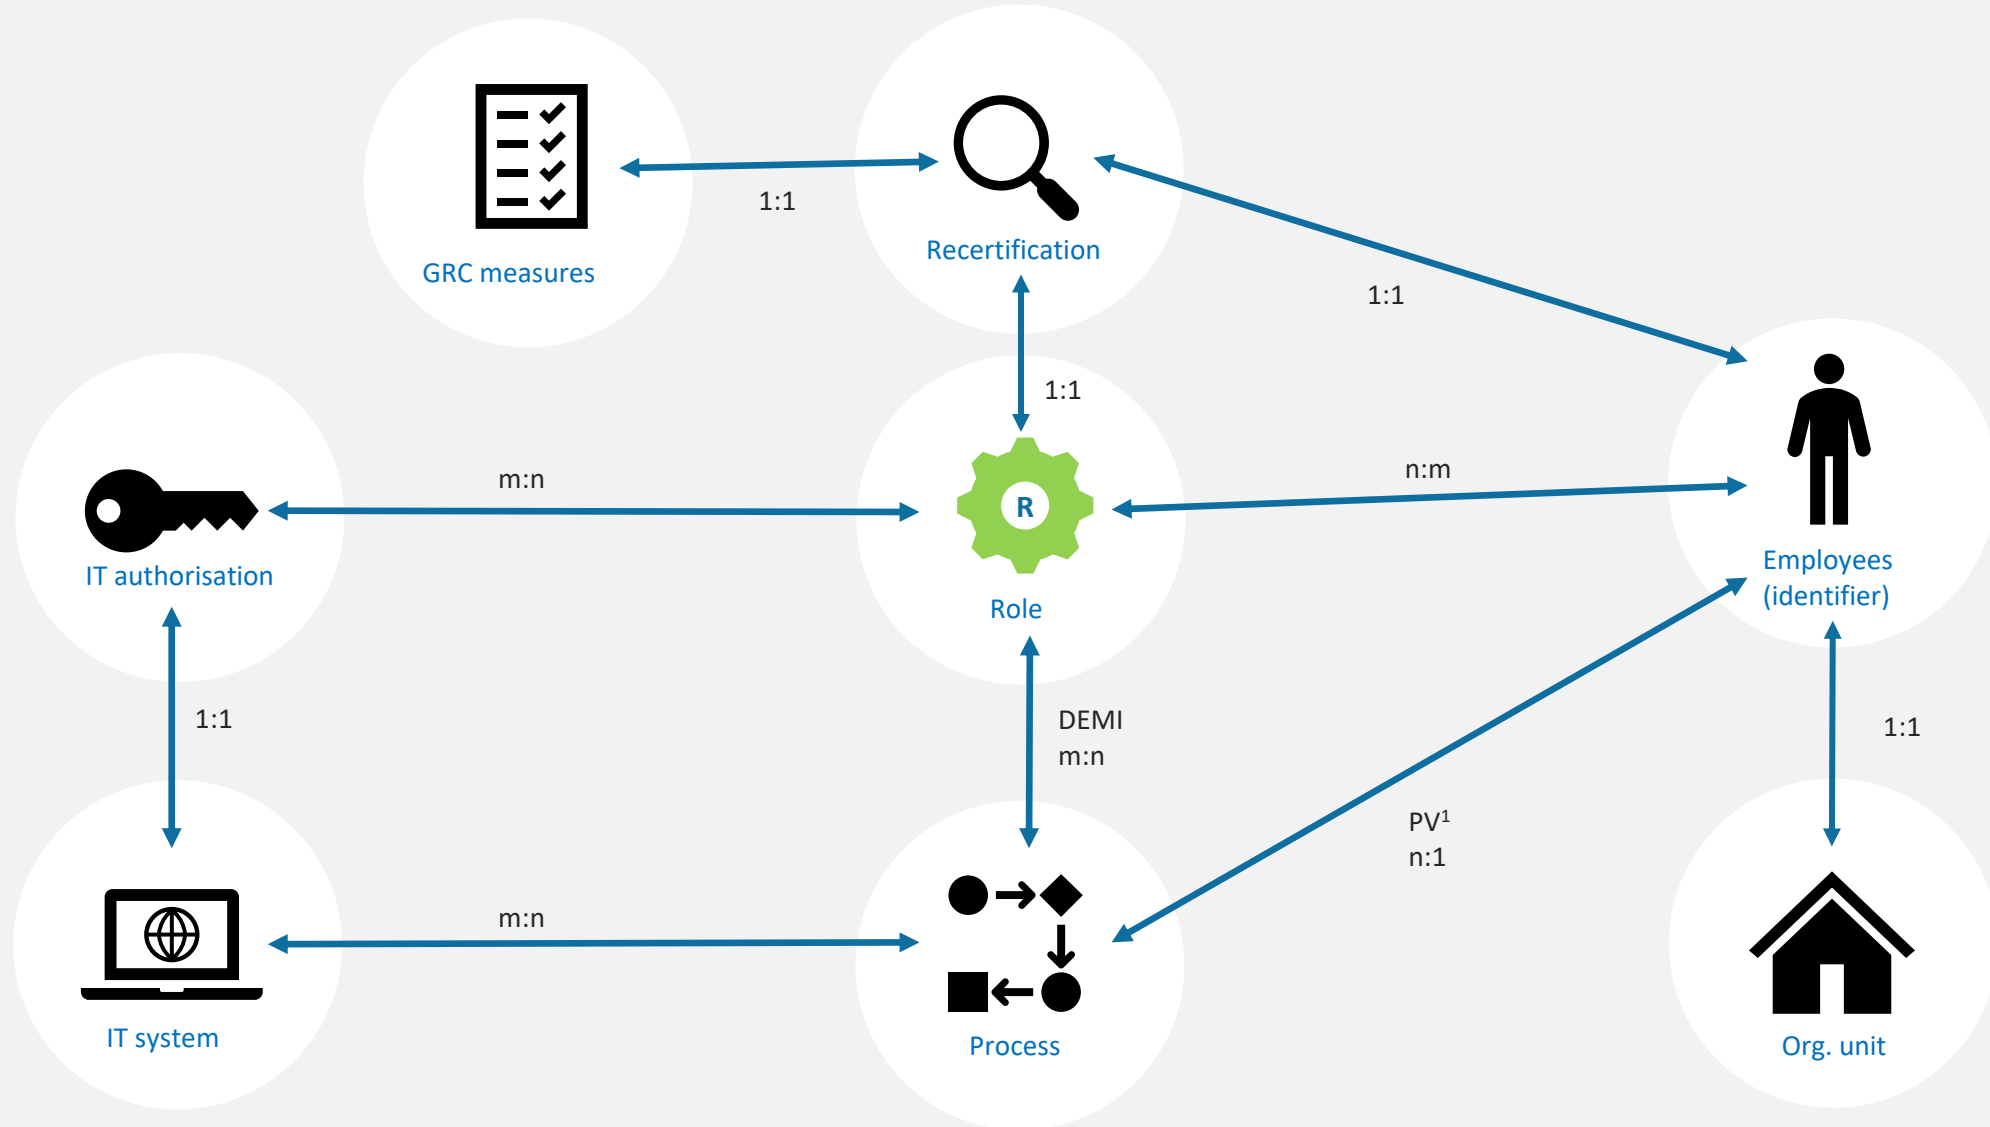 1:1
Recertification
GRC measures
1:1
1:1
m:n
n:m
R
IT authorisation
Role
Employees
(identifier)
1:1
DEMI
m:n
1:1
PV¹
n:1
m:n
IT system
Process
Org. unit